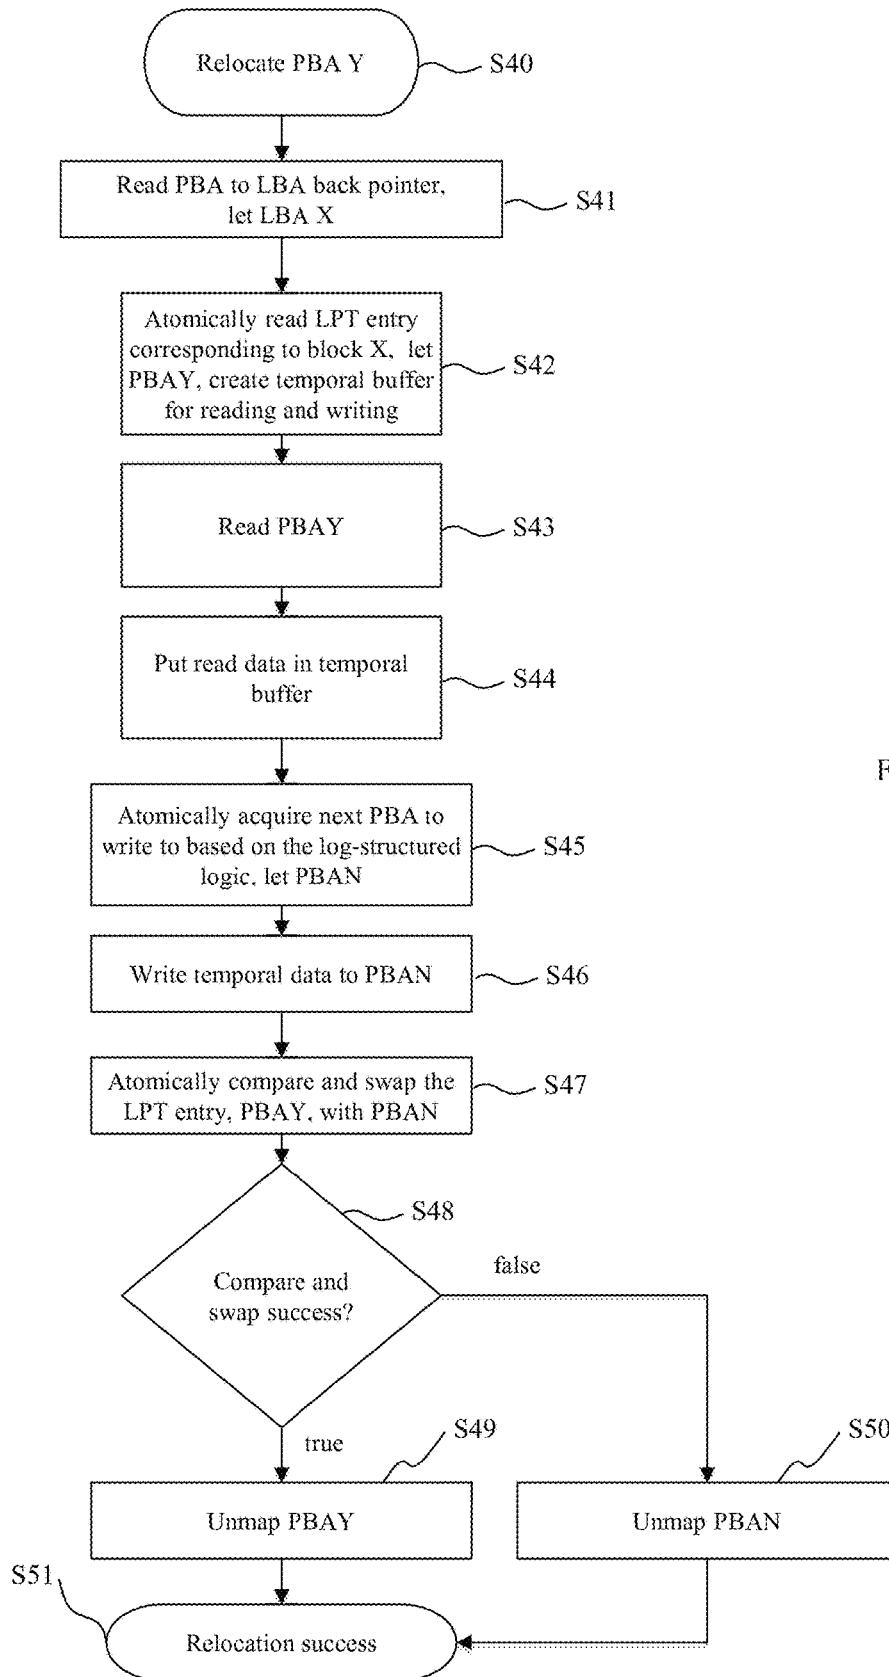 Relocate PBA Y
S40
Read PBA to LBA back pointer,
let LBA X
S41
Atomically read LPT entry
corresponding to block X, let
PBAY, create temporal buffer
for reading and writing
S42
Read PBAY
S43
Put read data in temporal
buffer
S44
F
Atomically acquire next PBA to
write to based on the log-structured
logic, let PBAN
S45
Write temporal data to PBAN
S46
Atomically compare and swap the
LPT entry, PBAY, with PBAN
S47
S48
Compare and
swap success?
false
true
S49
S50
Unmap PBAY
Unmap PBAN
S51
Relocation success